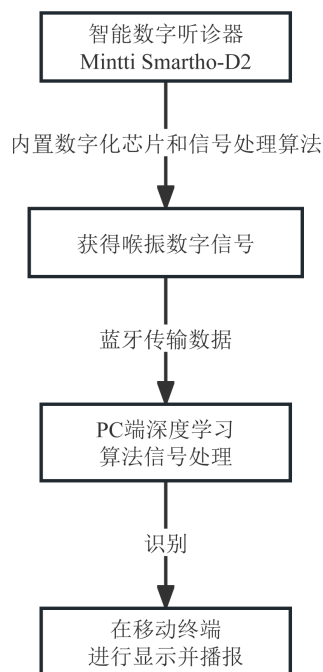 智能数字听诊器
Mintti Smartho-D2
内置数字化芯片和信号处理算法
获得喉振数字信号
蓝牙传输数据
PC端深度学习
算法信号处理
识别
在移动终端
进行显示并播报